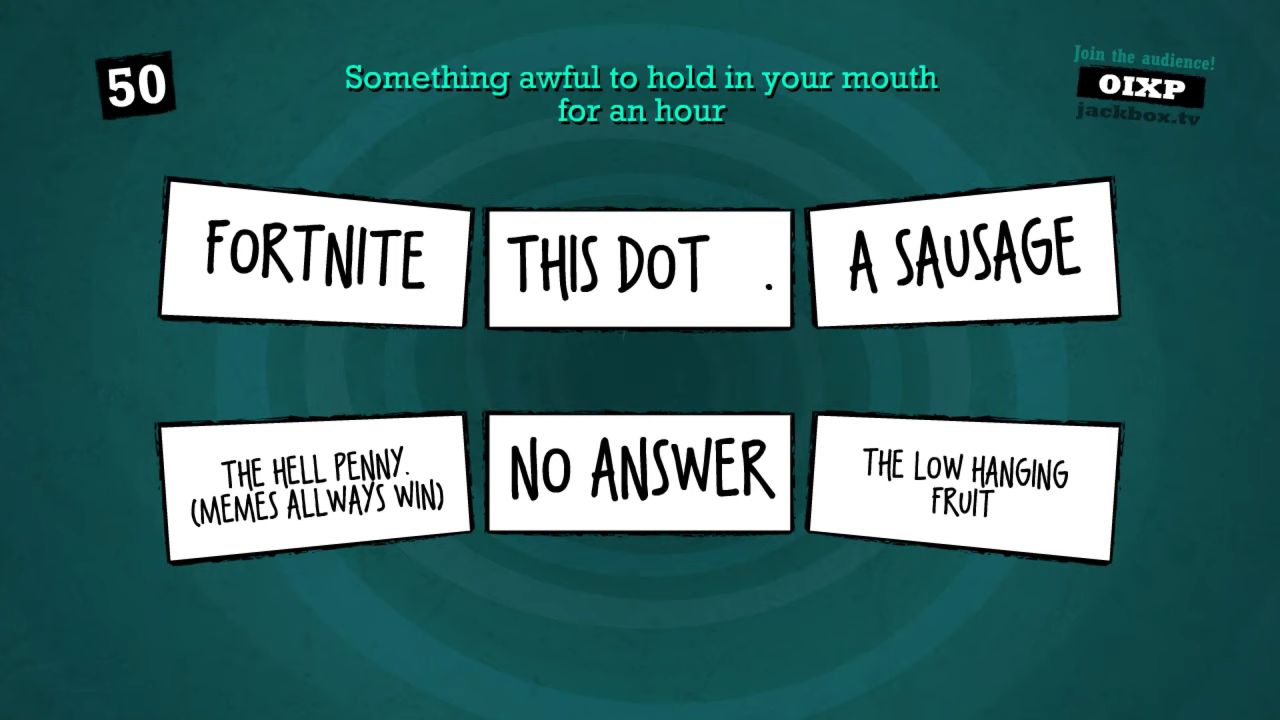 50
Something awful to hold in your mouth
for an hour
Join the audience!
OIXP
jackbox.tv
FORTNITE
THIS DOT .
A SAUSAGE
THE HELL PENNY.
(MEMES ALLWAYS WIN)
NO ANSWER
THE LOW HANGING
FRUIT